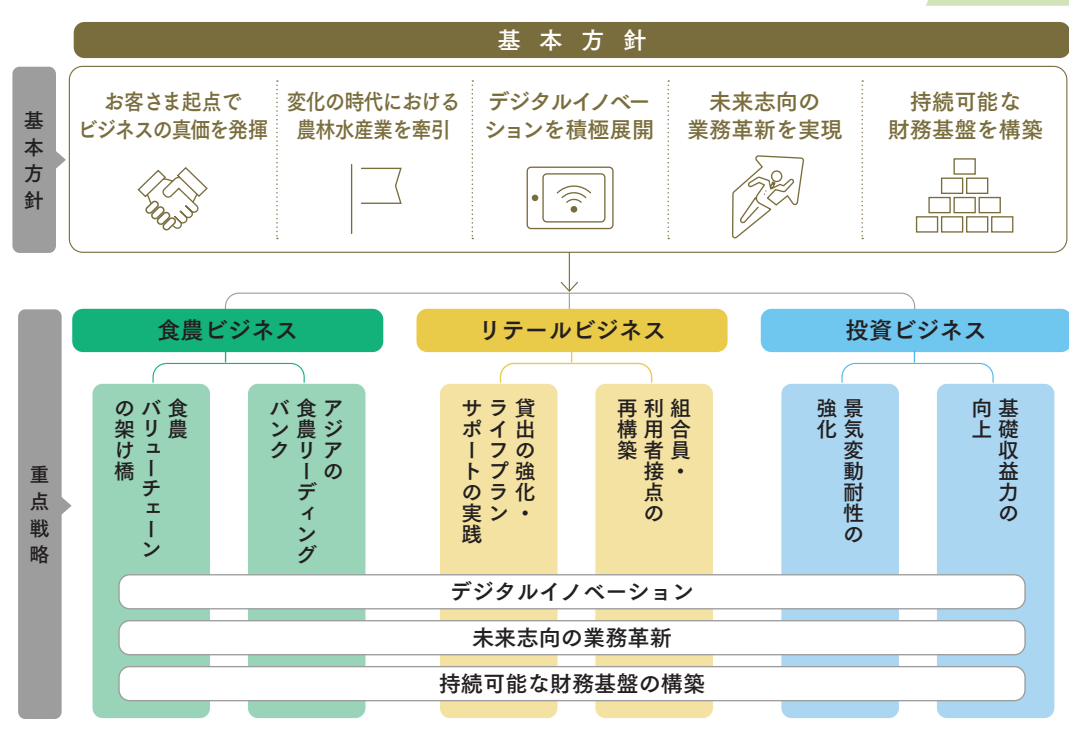 基本方針
基本方針
お客さま起点で
ビジネスの真価を発揮
変化の時代における
農林水産業を牽引
デジタルイノベー
ションを積極展開
未来志向の
業務革新を実現
持続可能な
財務基盤を構築
重点戦略
食農ビジネス
食農
バリューチェーン
の架け橋
アジアの
食農リーディング
バンク
リテールビジネス
貸出の強化・
ライフプラン
サポートの実践
組合員・
利用者接点の
再構築
投資ビジネス
景気変動耐性の
強化
基礎収益力の
向上
デジタルイノベーション
未来志向の業務革新
持続可能な財務基盤の構築